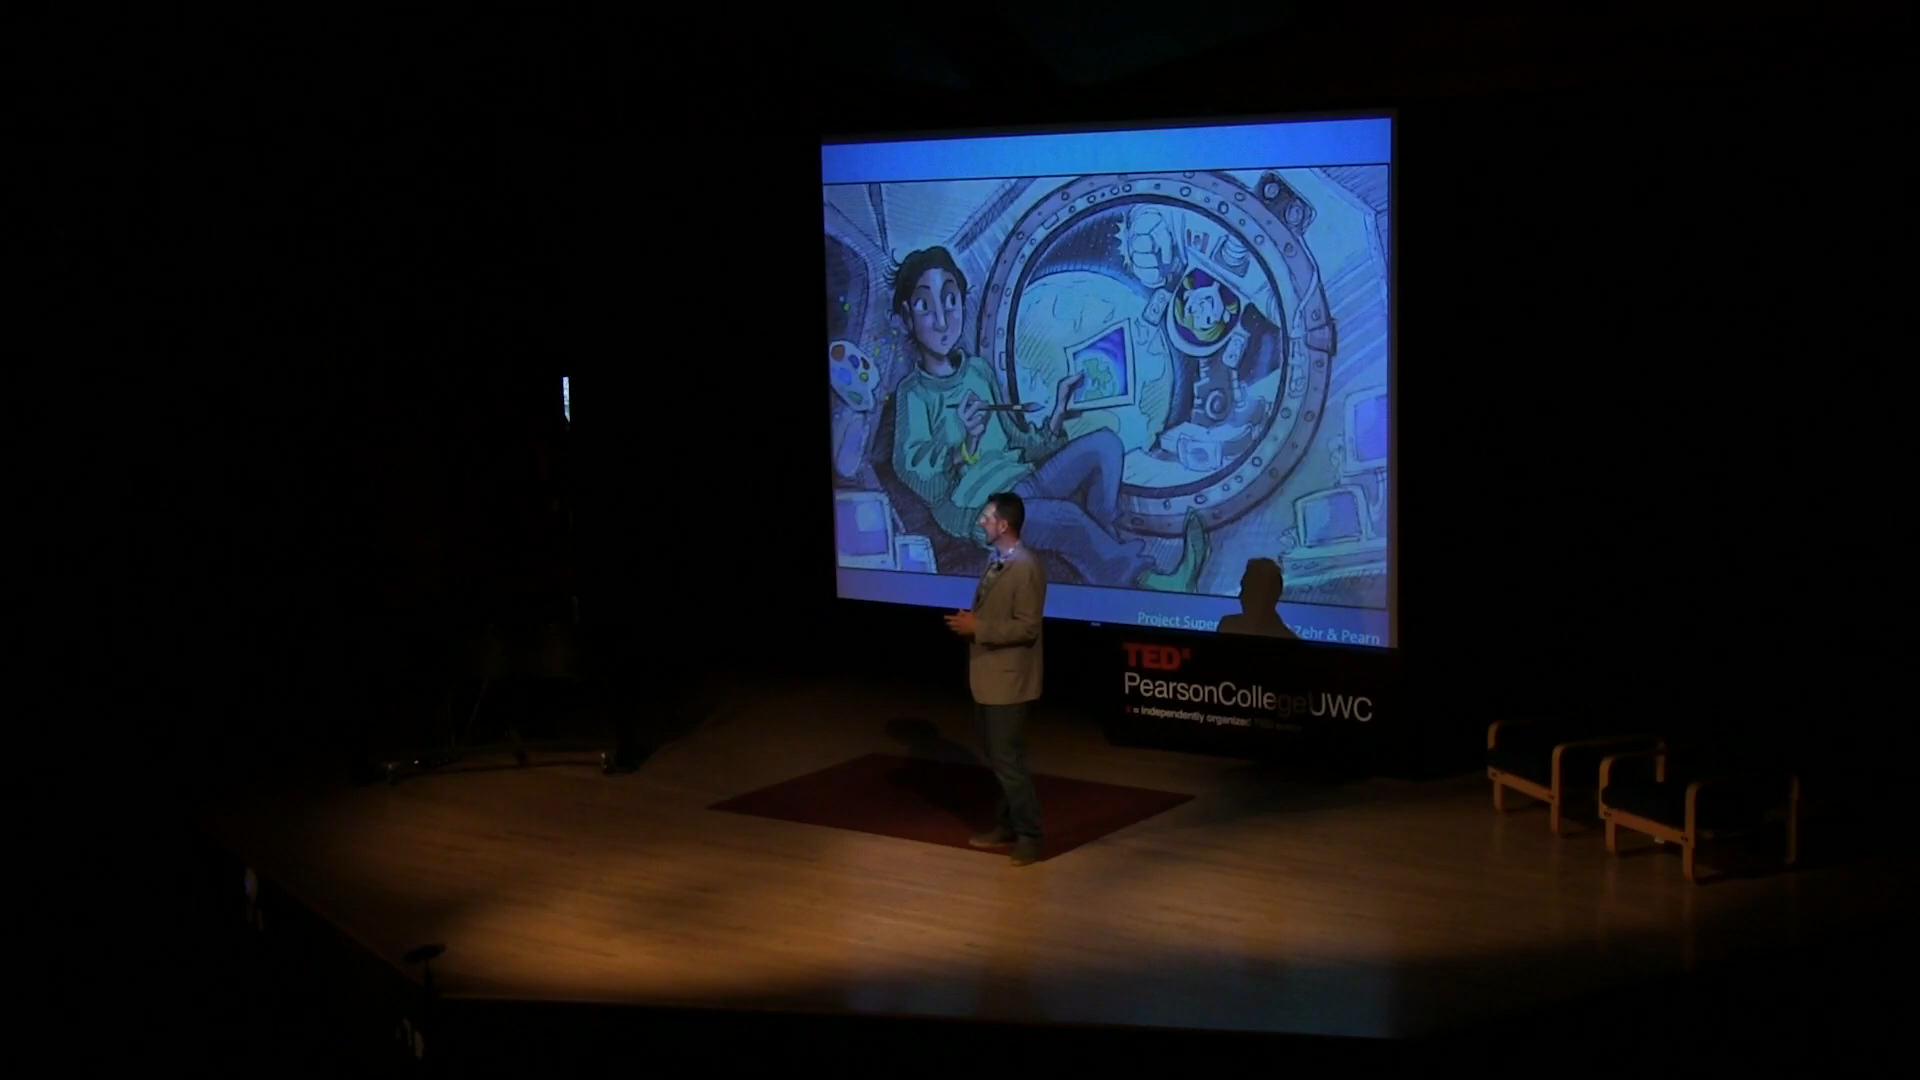 Project Super Zehr & Pearn
TEDx
PearsonCollegeUWC
x = independently organized TED event